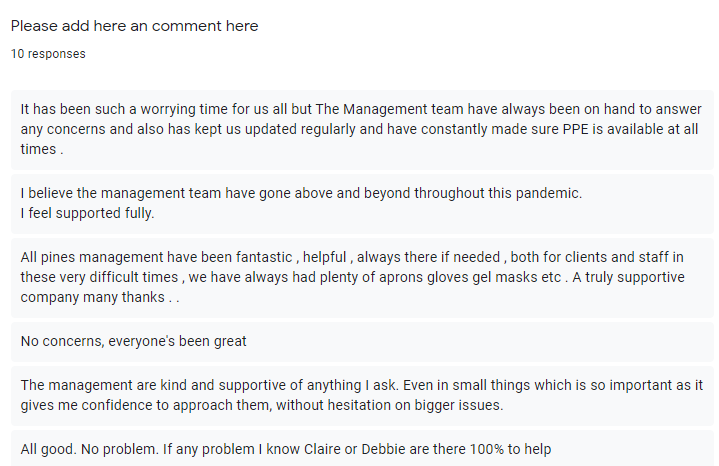 Please add here an comment here
10 responses
It has been such a worrying time for us all but The Management team have always been on hand to answer
any concerns and also has kept us updated regularly and have constantly made sure PPE is available at all
times .
I believe the management team have gone above and beyond throughout this pandemic.
I feel supported fully.
All pines management have been fantastic , helpful , always there if needed , both for clients and staff in
these very difficult times , we have always had plenty of aprons gloves gel masks etc . A truly supportive
company many thanks . .
No concerns, everyone's been great
The management are kind and supportive of anything I ask. Even in small things which is so important as it
gives me confidence to approach them, without hesitation on bigger issues.
All good. No problem. If any problem I know Claire or Debbie are there 100% to help